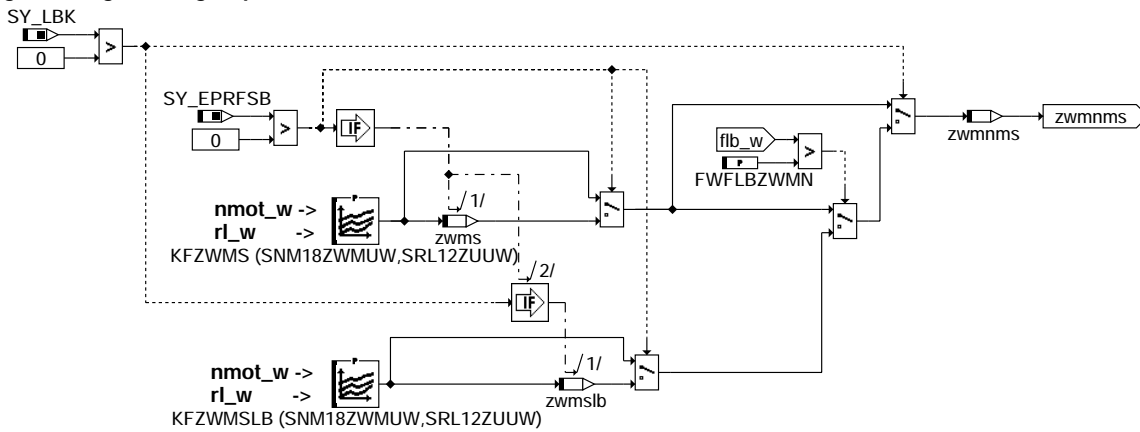 SY_LBK
>
0
SY_EPRFSB
>
0
IF
flb_w
>
FWFLBZWMN
P
zwmnms
zwmnms
nmot_w ->
rl_w ->
P
/1/
zwms
KFZWMS (SNM18ZWMUW,SRL12ZUUW)
/2/
IF
nmot_w ->
rl_w ->
P
/1/
zwmslb
KFZWMSLB (SNM18ZWMUW,SRL12ZUUW)